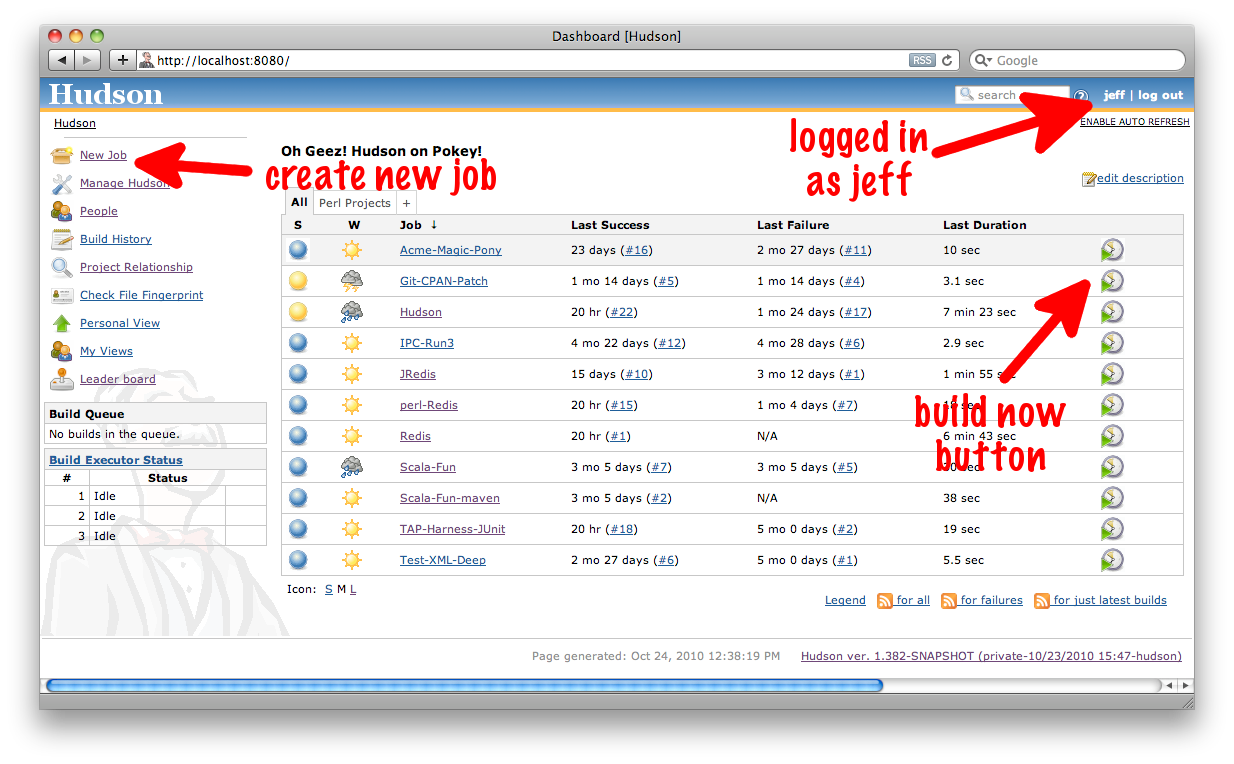 Dashboard [Hudson]
http://localhost:8080/ RSS Google
Hudson search ? jeff | log out
Hudson ENABLE AUTO REFRESH
logged in
as jeff
New Job
create new job
Manage Hudson
People
Build History
Project Relationship
Check File Fingerprint
Personal View
My Views
Leader board
Build Queue
No builds in the queue.
Build Executor Status
# Status
1 Idle
2 Idle
3 Idle
Oh Geez! Hudson on Pokey!
edit description
All Perl Projects +
S W Job ↓ Last Success Last Failure Last Duration
Acme-Magic-Pony 23 days (#16) 2 mo 27 days (#11) 10 sec
Git-CPAN-Patch 1 mo 14 days (#5) 1 mo 14 days (#4) 3.1 sec
Hudson 20 hr (#22) 1 mo 24 days (#17) 7 min 23 sec
IPC-Run3 4 mo 22 days (#12) 4 mo 28 days (#6) 2.9 sec
JRedis 15 days (#10) 3 mo 12 days (#1) 1 min 55 sec
perl-Redis 20 hr (#15) 1 mo 4 days (#7) sec
Redis 20 hr (#1) N/A 6 min 43 sec
Scala-Fun 3 mo 5 days (#7) 3 mo 5 days (#5) sec
Scala-Fun-maven 3 mo 5 days (#2) N/A 38 sec
TAP-Harness-JUnit 20 hr (#18) 5 mo 0 days (#2) 19 sec
Test-XML-Deep 2 mo 27 days (#6) 5 mo 0 days (#1) 5.5 sec
build now
button
Icon: S M L
Legend for all for failures for just latest builds
Page generated: Oct 24, 2010 12:38:19 PM Hudson ver. 1.382-SNAPSHOT (private-10/23/2010 15:47-hudson)